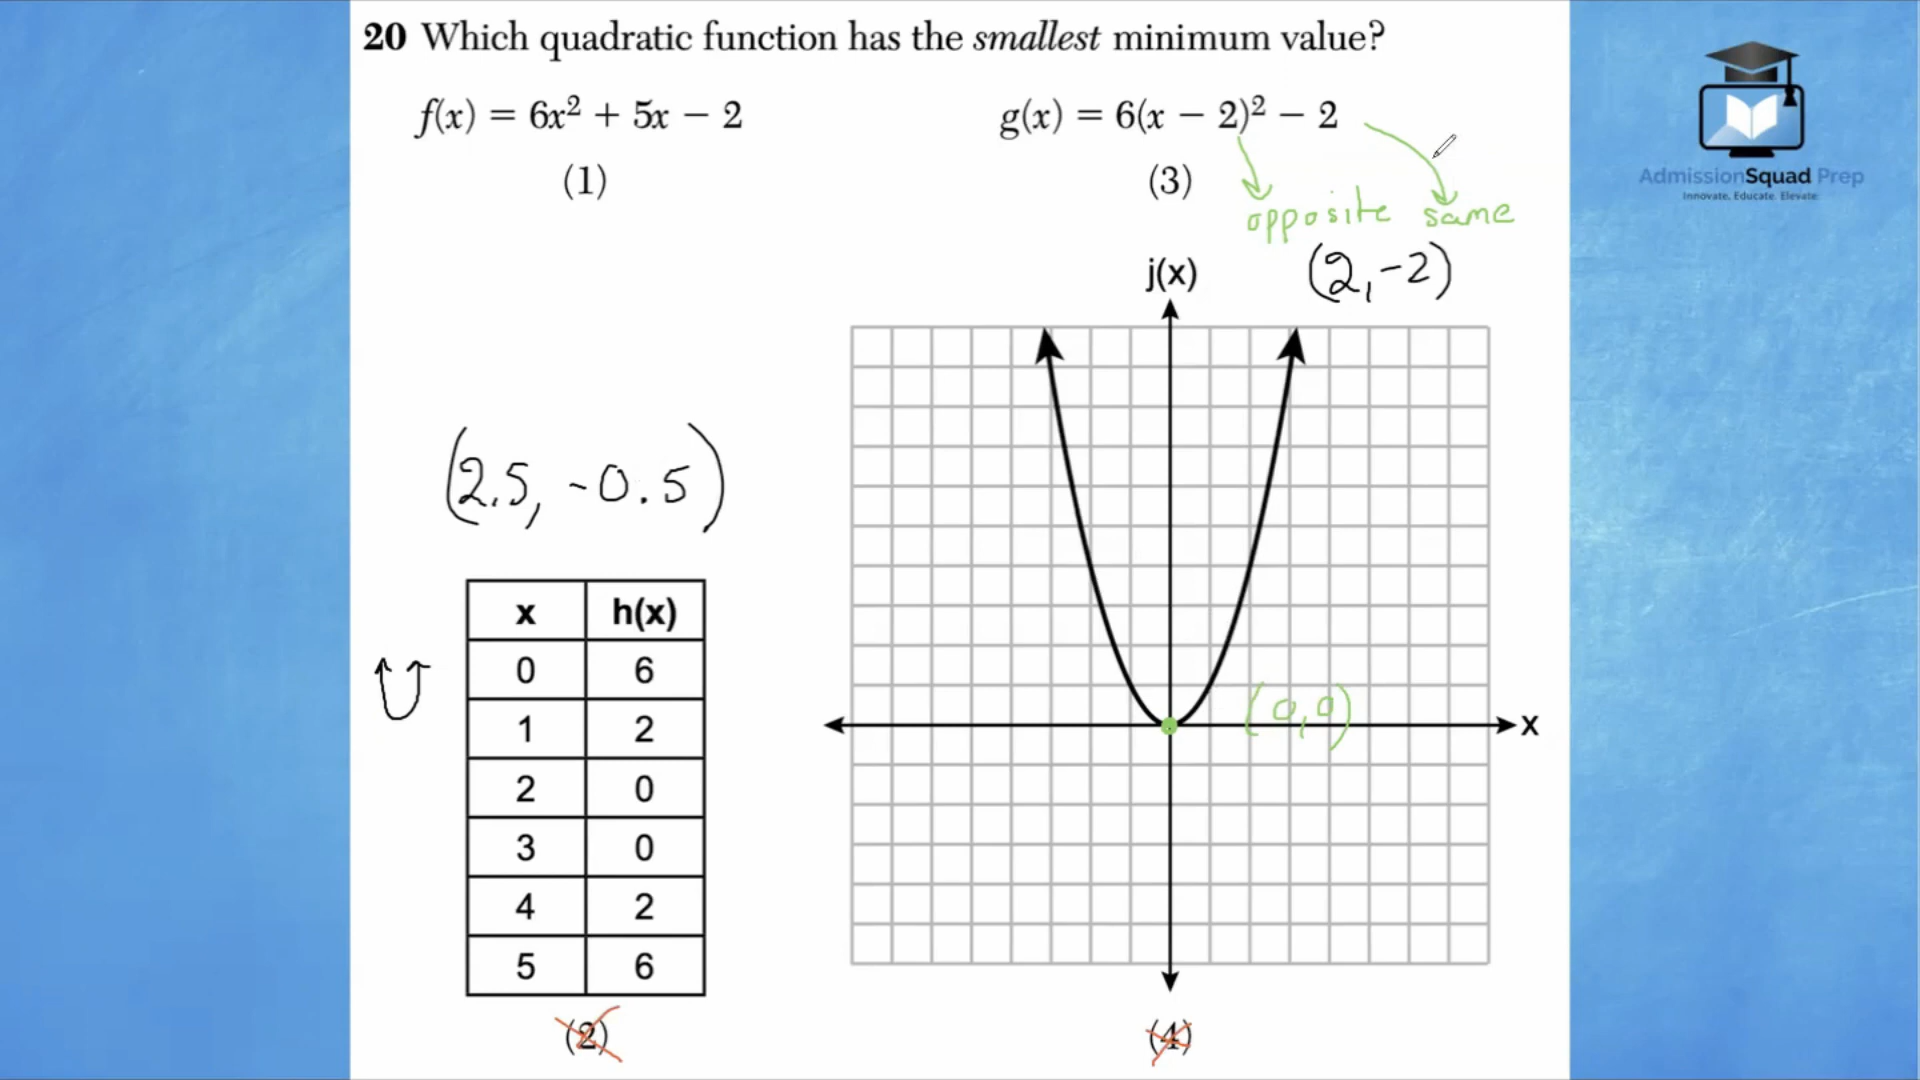 20 Which quadratic function has the smallest minimum value?
f(x) = 6x² + 5x − 2
(1)
g(x) = 6(x − 2)² − 2
(3)
opposite same
(2, -2)
j(x)
(0,0)
x
(2.5, -0.5)
x h(x)
0 6
1 2
2 0
3 0
4 2
5 6
(2)
(4)
AdmissionSquad Prep
Innovate. Educate. Elevate.